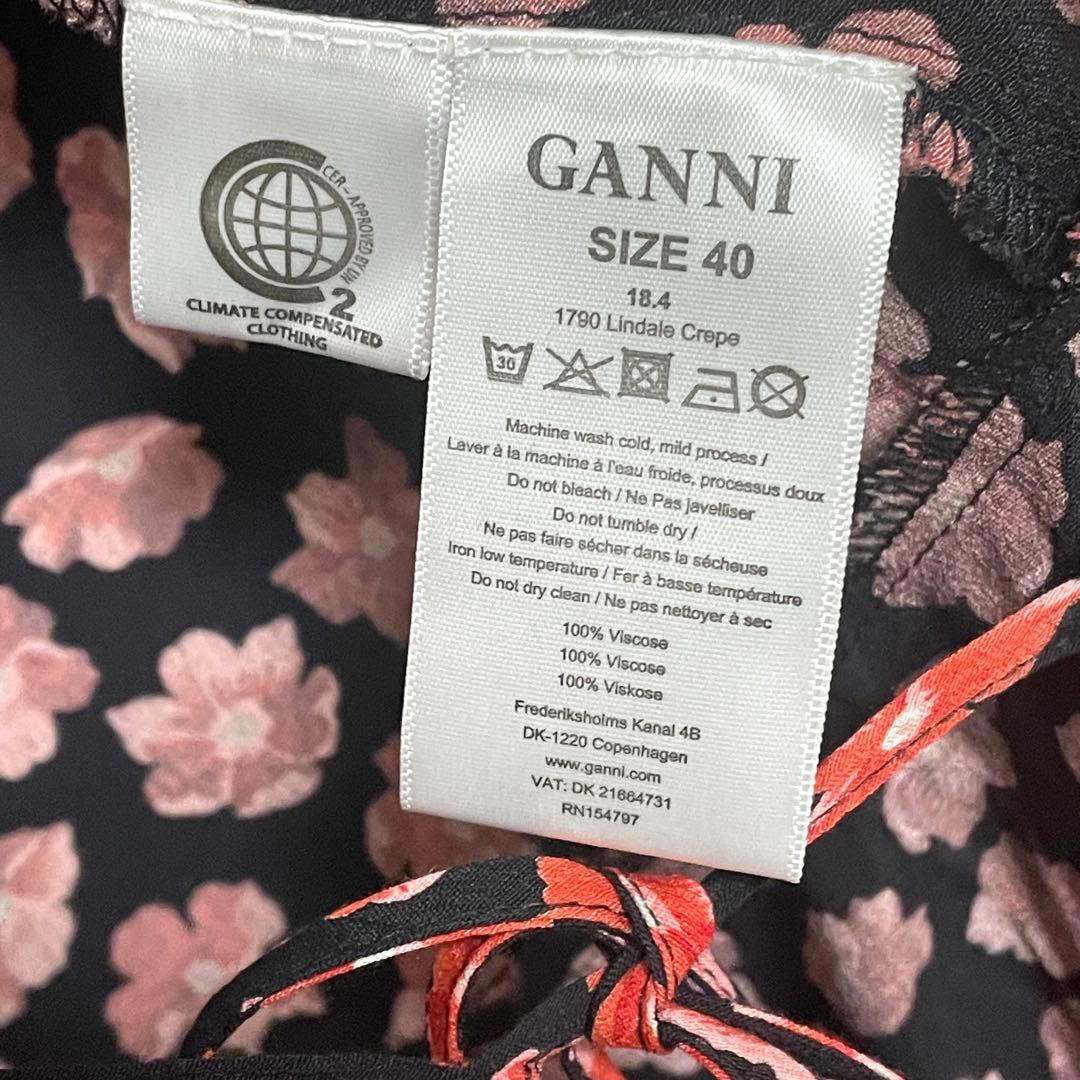 CER-APPROVED BY UN
2
CLIMATE COMPENSATED
CLOTHING
GANNI
SIZE 40
18.4
1790 Lindale Crepe
30
Machine wash cold, mild process /
Laver à la machine à l'eau froide, processus doux
Do not bleach / Ne Pas javelliser
Do not tumble dry /
Ne pas faire sécher dans la sécheuse
Iron low temperature / Fer à basse température
Do not dry clean / Ne pas nettoyer à sec
100% Viscose
100% Viscose
100% Viskose
Frederiksholms Kanal 4B
DK-1220 Copenhagen
www.ganni.com
VAT: DK 21664731
RN154797